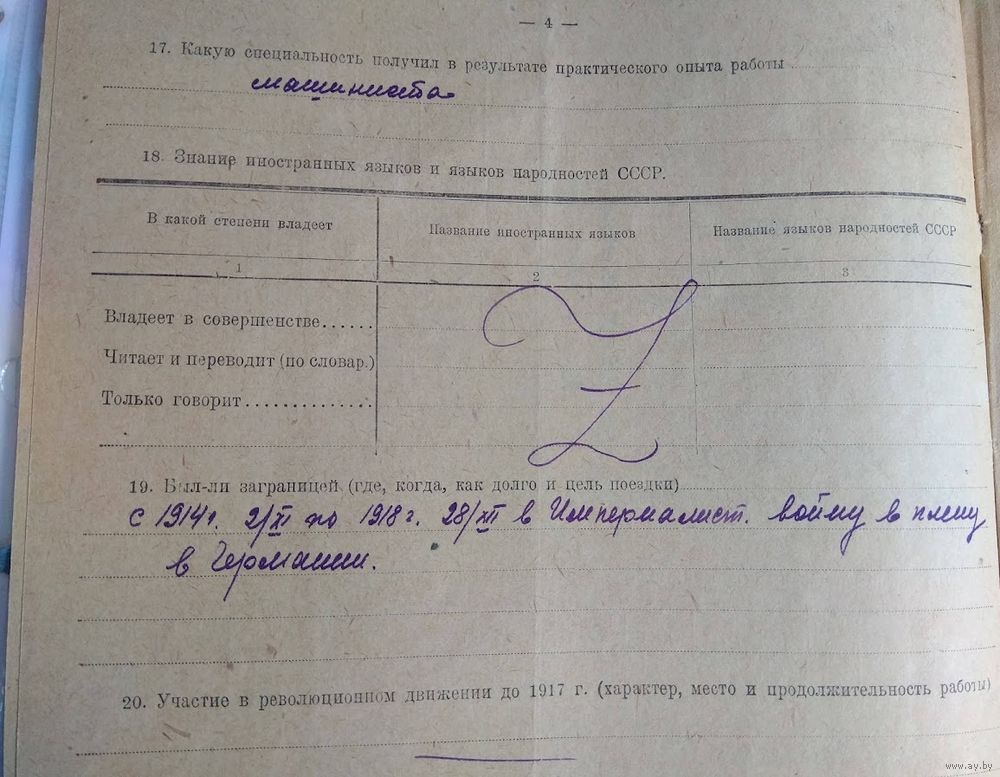 — 4 —
17. Какую специальность получил в результате практического опыта работы
машиниста
18. Знание иностранных языков и языков народностей СССР.
В какой степени владеет
Название иностранных языков
Название языков народностей СССР
1
2
3
Владеет в совершенстве......
Читает и переводит (по словар.)
Только говорит..............
19. Был-ли заграницей (где, когда, как долго и цель поездки)
с 1914г. 2/XI по 1918г. 28/XII в Империалист. войну в плену
в Германии.
20. Участие в революционном движении до 1917 г. (характер, место и продолжительность работы)
www.ay.by